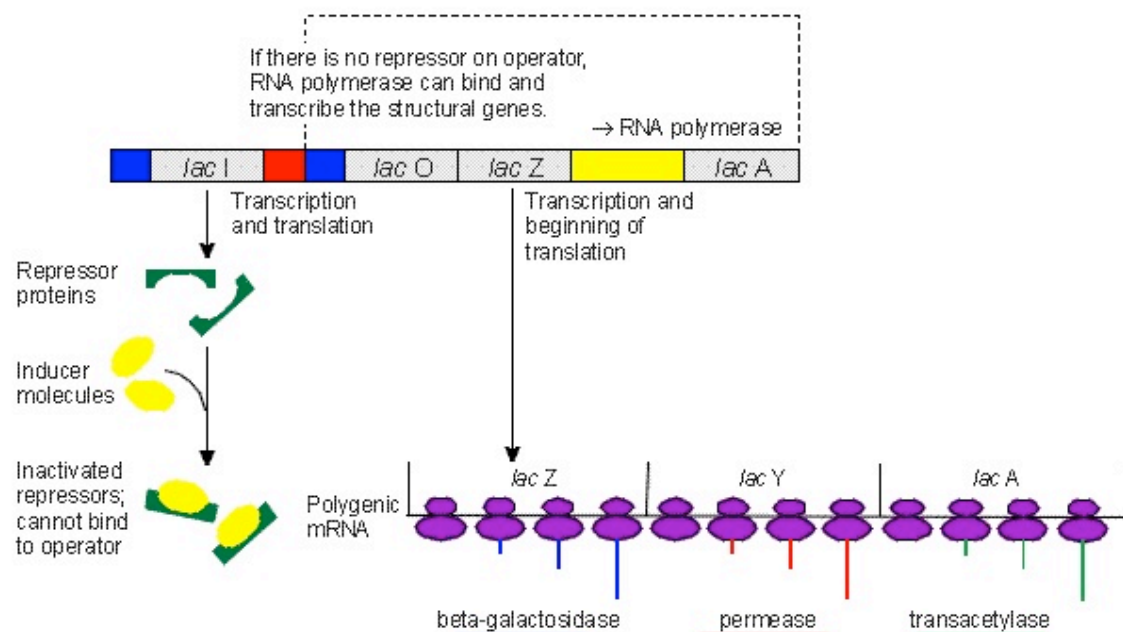 If there is no repressor on operator,
RNA polymerase can bind and
transcribe the structural genes.
→ RNA polymerase
lac I
lac O
lac Z
lac A
Transcription
and translation
Transcription and
beginning of
translation
Repressor
proteins
Inducer
molecules
Inactivated
repressors;
cannot bind
to operator
Polygenic
mRNA
lac Z
lac Y
lac A
beta-galactosidase
permease
transacetylase